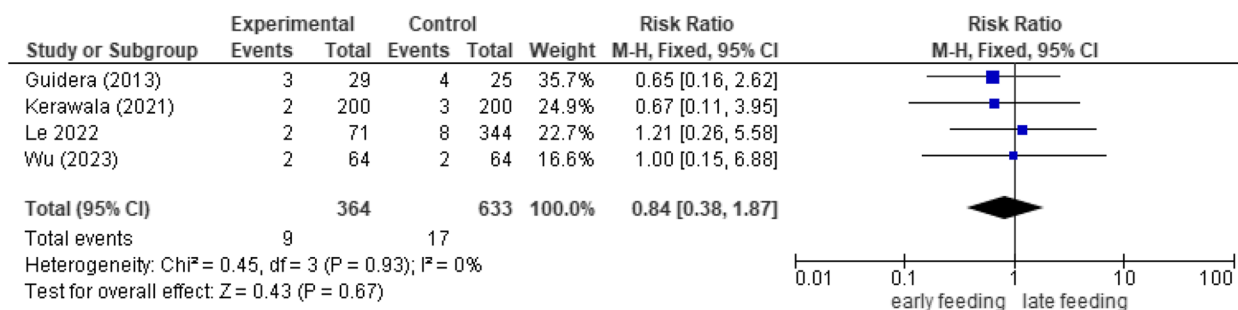 Experimental Control Risk Ratio Risk Ratio
Study or Subgroup Events Total Events Total Weight M-H, Fixed, 95% CI M-H, Fixed, 95% CI
Guidera (2013) 3 29 4 25 35.7% 0.65 [0.16, 2.62]
Kerawala (2021) 2 200 3 200 24.9% 0.67 [0.11, 3.95]
Le 2022 2 71 8 344 22.7% 1.21 [0.26, 5.58]
Wu (2023) 2 64 2 64 16.6% 1.00 [0.15, 6.88]
Total (95% CI) 364 633 100.0% 0.84 [0.38, 1.87]
Total events 9 17
Heterogeneity: Chi² = 0.45, df = 3 (P = 0.93); I² = 0%
Test for overall effect: Z = 0.43 (P = 0.67)
0.01 0.1 1 10 100
early feeding late feeding